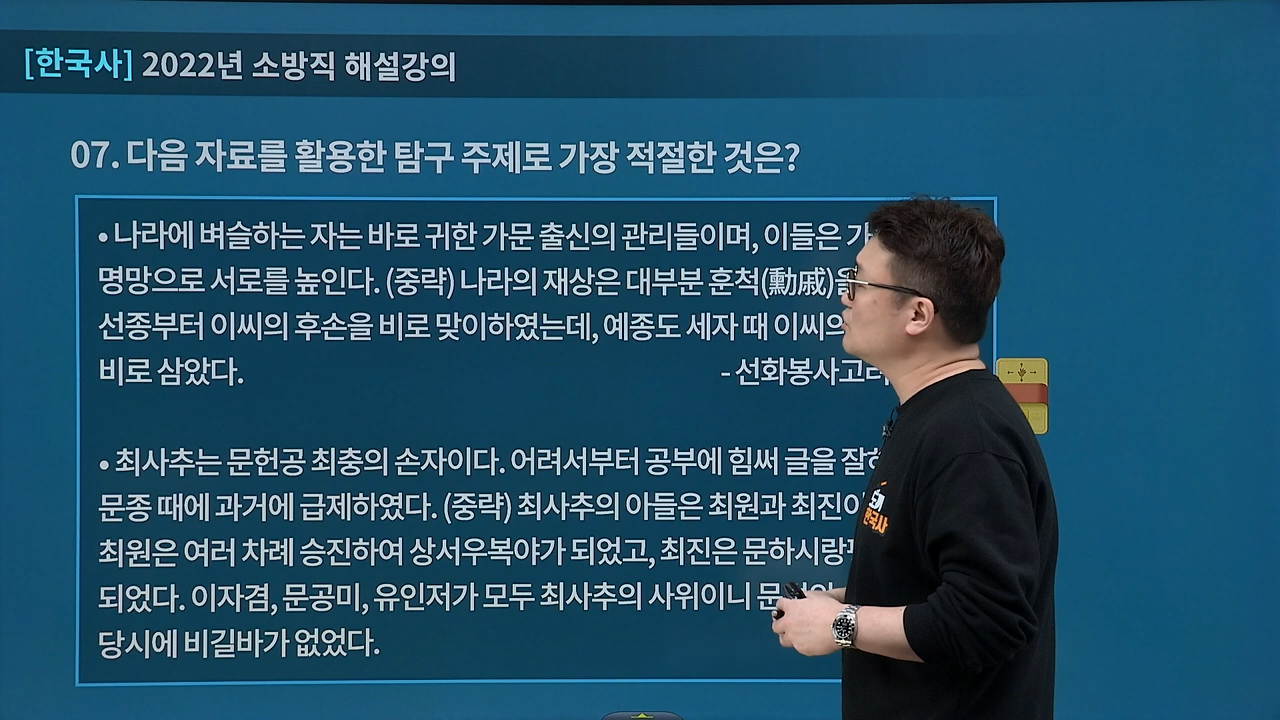 [한국사] 2022년 소방직 해설강의
07. 다음 자료를 활용한 탐구 주제로 가장 적절한 것은?
• 나라에 벼슬하는 자는 바로 귀한 가문 출신의 관리들이며, 이들은
명망으로 서로를 높인다. (중략) 나라의 재상은 대부분 훈척(勳戚)을
선종부터 이씨의 후손을 비로 맞이하였는데, 예종도 세자 때 이씨의
비로 삼았다.
- 선화봉사고려
• 최사추는 문헌공 최충의 손자이다. 어려서부터 공부에 힘써 글을 잘
문종 때에 과거에 급제하였다. (중략) 최사추의 아들은 최원과 최진이
최원은 여러 차례 승진하여 상서우복야가 되었고, 최진은 문하시랑
되었다. 이자겸, 문공미, 유인저가 모두 최사추의 사위이니
당시에 비길바가 없었다.
한국사